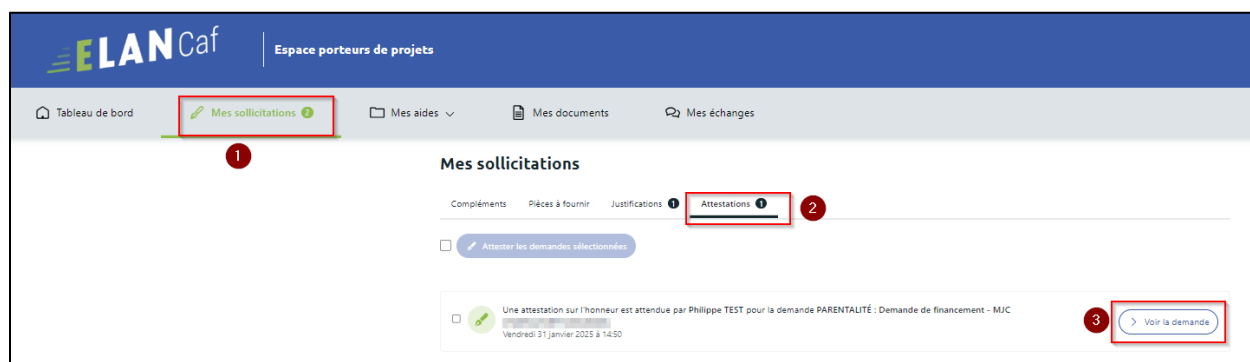 ELAN Caf
Espace porteurs de projets
Tableau de bord
Mes sollicitations 2
Mes aides
Mes documents
Mes échanges
1
Mes sollicitations
Compléments
Pièces à fournir
Justifications 1
Attestations 1
2
Attester les demandes sélectionnées
Une attestation sur l'honneur est attendue par Philippe TEST pour la demande PARENTALITÉ : Demande de financement - MJC
Vendredi 31 janvier 2025 à 14:50
3
Voir la demande